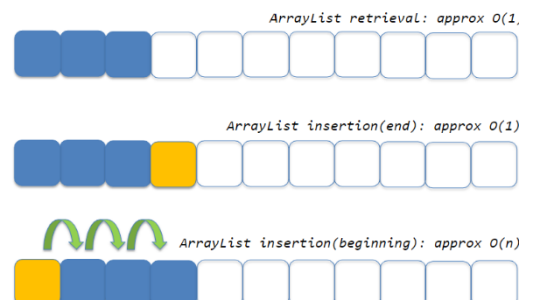 ArrayList retrieval: approx O(1,
ArrayList insertion(end): approx O(1)
ArrayList insertion(beginning): approx O(n)